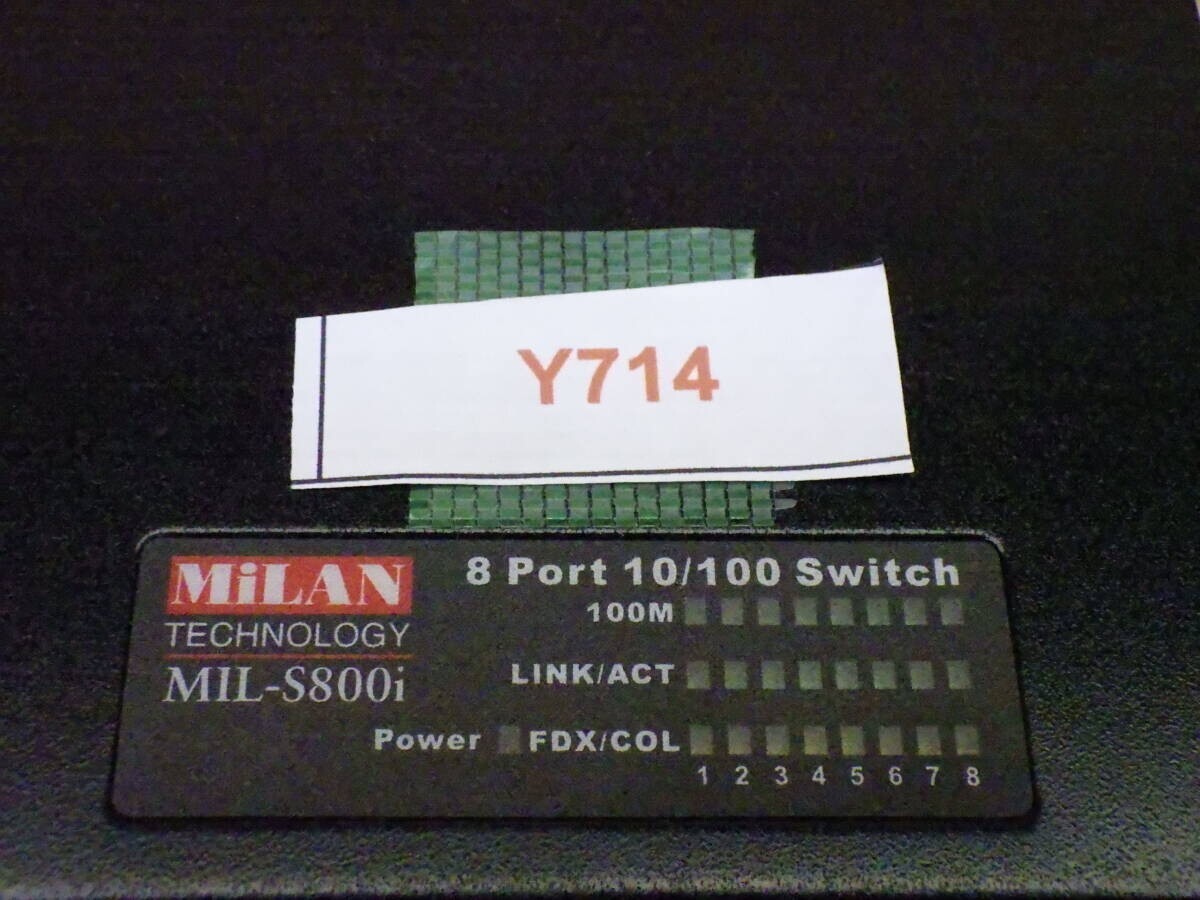 Y714
MiLAN
TECHNOLOGY
MIL-S800i
8 Port 10/100 Switch
100M
LINK/ACT
Power FDX/COL
1 2 3 4 5 6 7 8